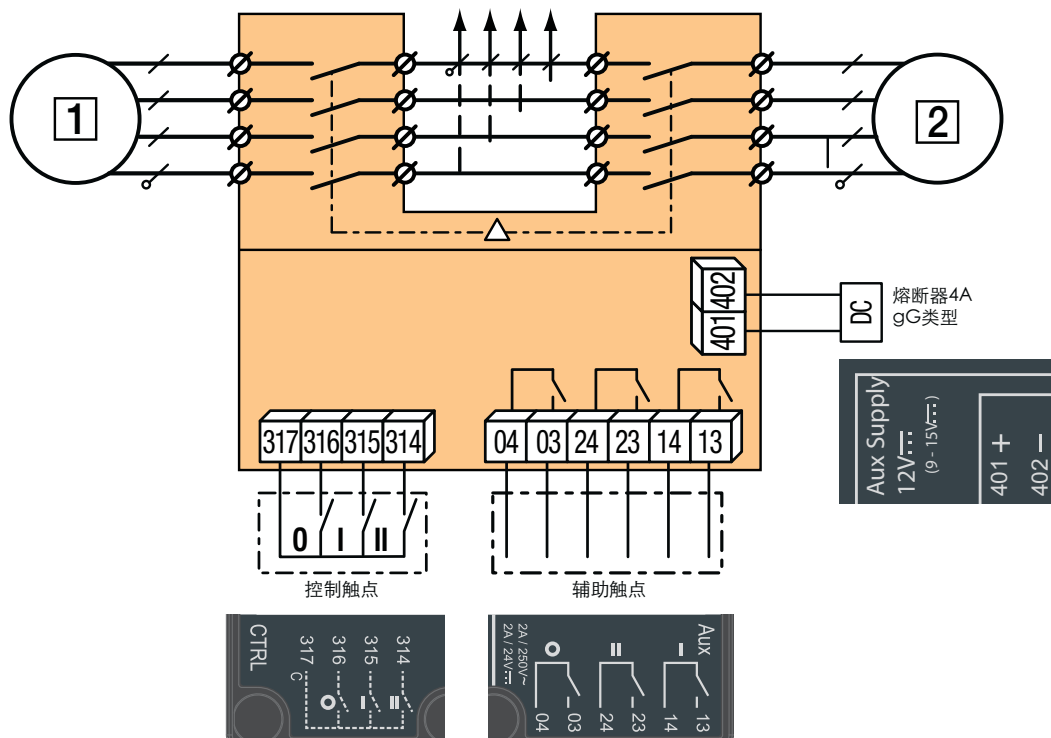 1
2
402
401
DC
熔断器4A
gG类型
Aux Supply
12V
(9 - 15V)
401 +
402 −
317 316 315 314
04 03 24 23 14 13
0 I II
控制触点
辅助触点
CTRL
317 316 315 314
C
O I II
2A / 250V~
2A / 24V
Aux
O II I
04 03 24 23 14 13